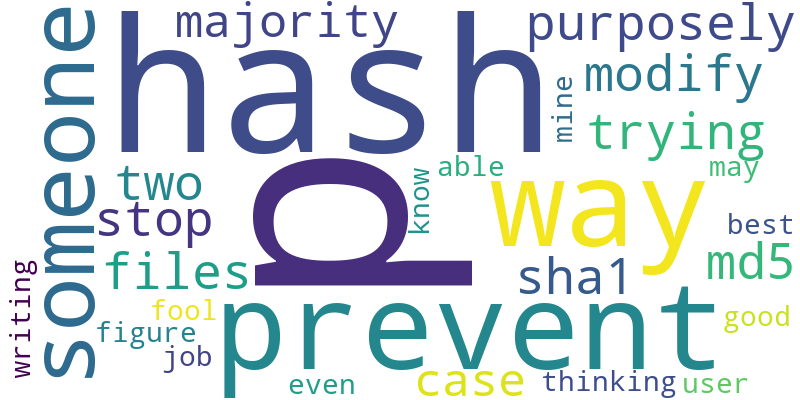 majority
purposely
someone
hash
modify
mine
trying
two
p
know
able
way
may
stop
best
files
sha1
md5
writing
fool
prevent
good
figure
job
even
case
thinking
user